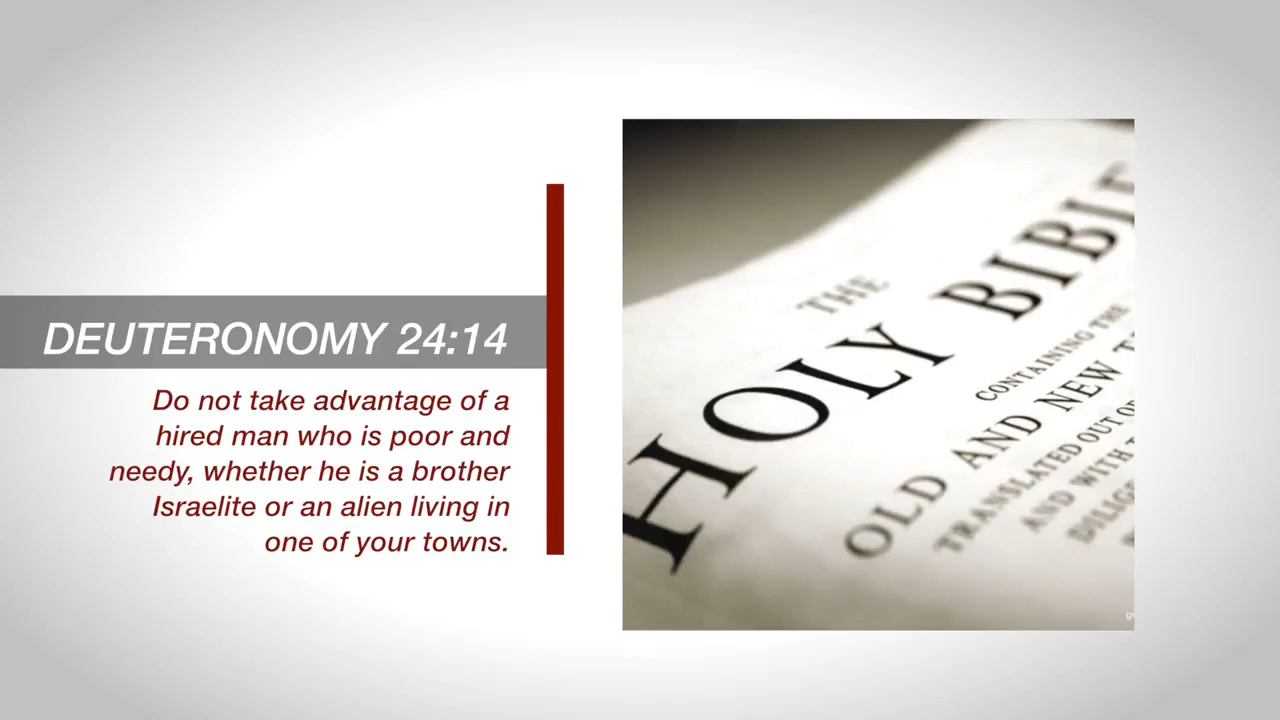 DEUTERONOMY 24:14
Do not take advantage of a
hired man who is poor and
needy, whether he is a brother
Israelite or an alien living in
one of your towns.
THE
HOLY BIBLE
CONTAINING THE
OLD AND NEW
TRANSLATED OUT OF
AND WITH